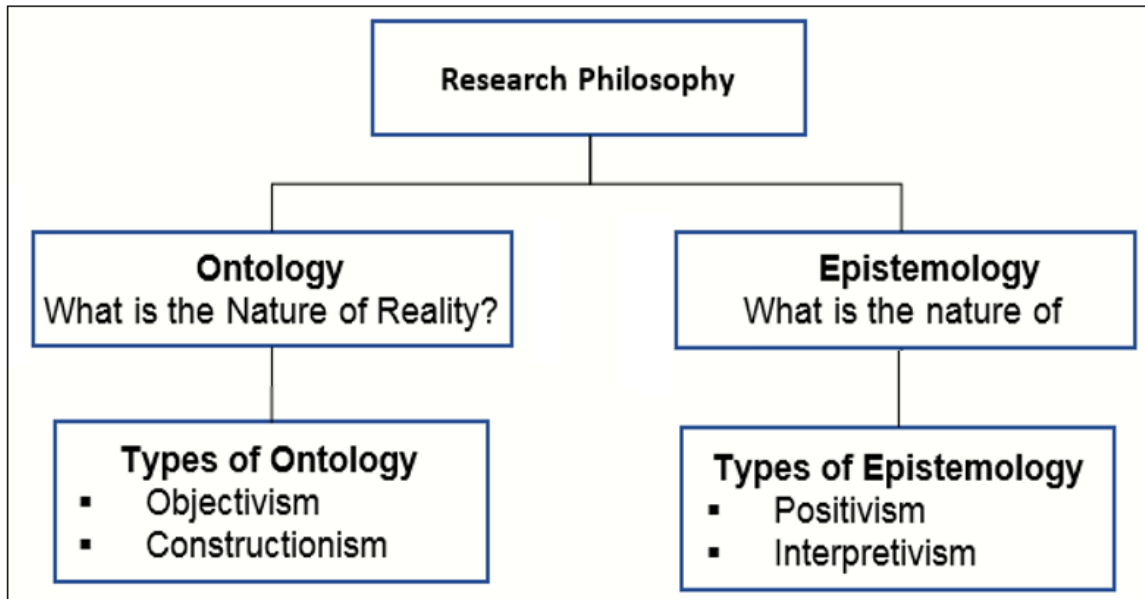 Research Philosophy
Ontology
What is the Nature of Reality?
Epistemology
What is the nature of
Types of Ontology
▪ Objectivism
▪ Constructionism
Types of Epistemology
▪ Positivism
▪ Interpretivism